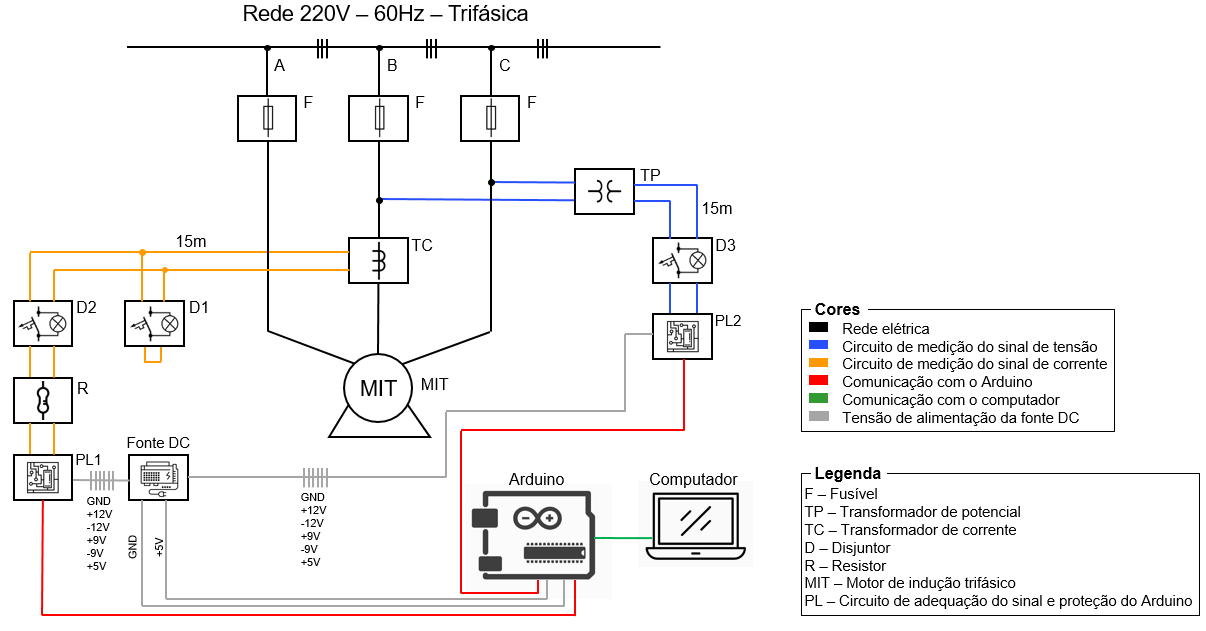 Rede 220V – 60Hz – Trifásica
A
B
C
F
F
F
TP
15m
15m
TC
D3
D2
D1
PL2
R
MIT
MIT
Fonte DC
PL1
GND
+12V
-12V
+9V
-9V
+5V
GND
+5V
GND
+12V
-12V
+9V
-9V
+5V
Arduino
Computador
Cores
Rede elétrica
Circuito de medição do sinal de tensão
Circuito de medição do sinal de corrente
Comunicação com o Arduino
Comunicação com o computador
Tensão de alimentação da fonte DC
Legenda
F – Fusível
TP – Transformador de potencial
TC – Transformador de corrente
D – Disjuntor
R – Resistor
MIT – Motor de indução trifásico
PL – Circuito de adequação do sinal e proteção do Arduino